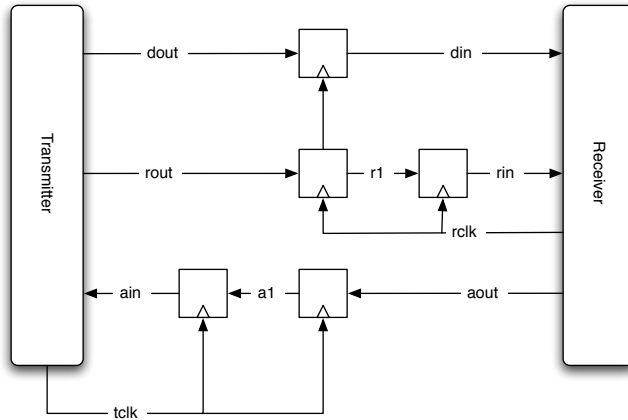 Transmitter
dout
din
Receiver
rout
r1
rin
rclk
ain
a1
aout
tclk